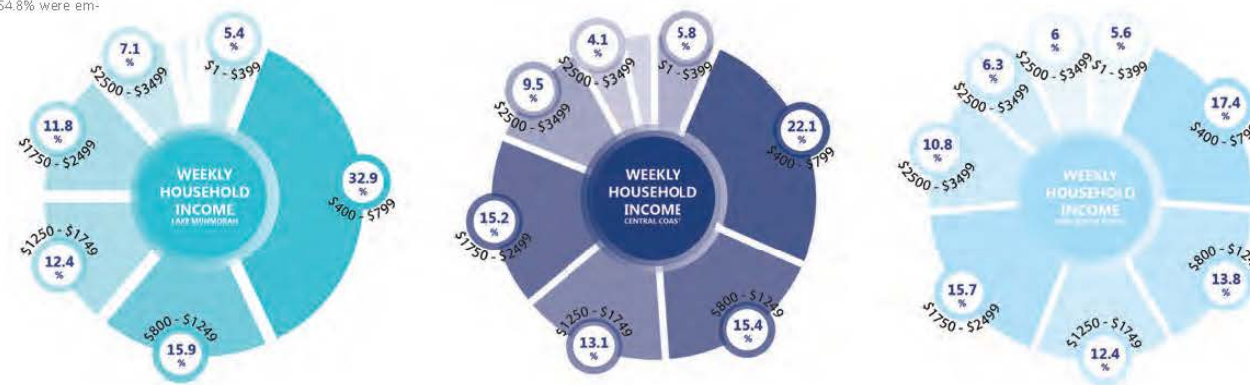 54.8% were em-
5.4
%
$1 - $399
32.9
%
$400 - $799
15.9
%
$800 - $1249
12.4
%
$1250 - $1749
11.8
%
$1750 - $2499
7.1
%
$2500 - $3499
WEEKLY
HOUSEHOLD
INCOME
LAKE MUNMORAH
5.8
%
$1 - $399
22.1
%
$400 - $799
15.4
%
$800 - $1249
13.1
%
$1250 - $1749
15.2
%
$1750 - $2499
9.5
%
$2500 - $3499
4.1
%
$2500 - $3499
WEEKLY
HOUSEHOLD
INCOME
CENTRAL COAST
5.6
%
$1 - $399
17.4
%
$400 - $799
13.8
%
$800 - $12
12.4
%
$1250 - $1749
15.7
%
$1750 - $2499
10.8
%
$2500 - $3499
6.3
%
$2500 - $3499
6
%
$2500 - $3499
WEEKLY
HOUSEHOLD
INCOME